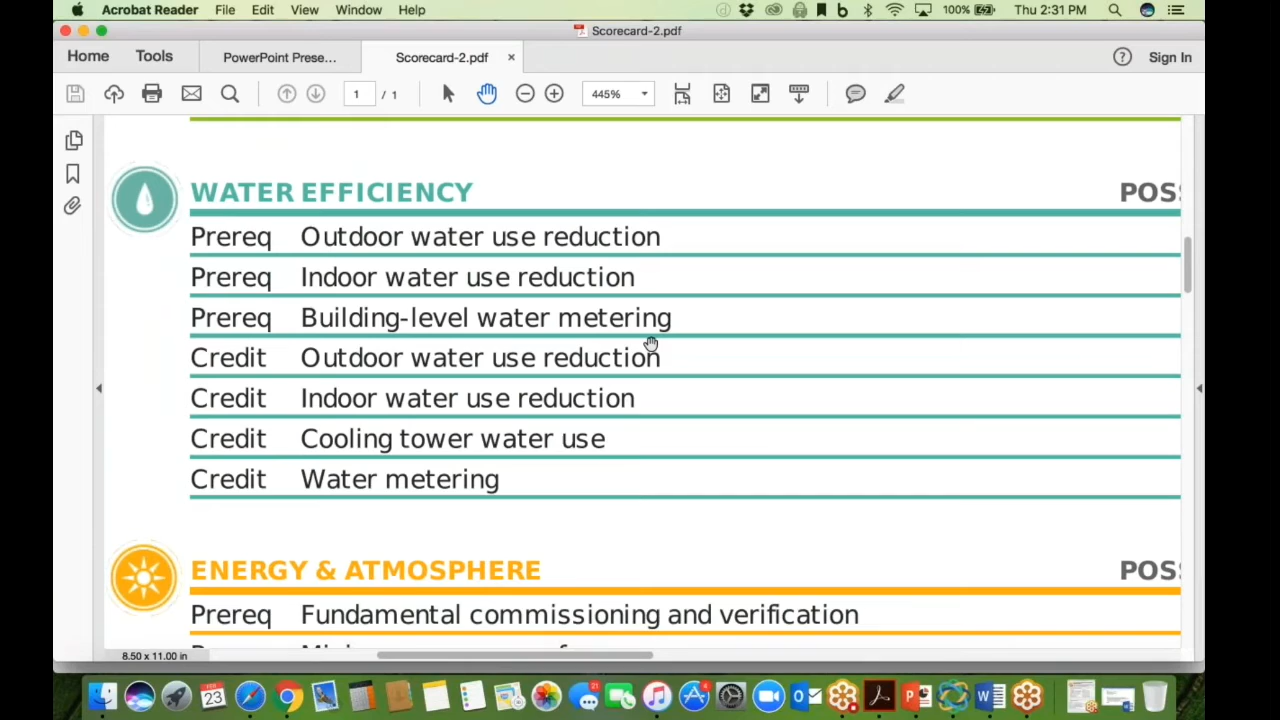 Acrobat Reader File Edit View Window Help 100% Thu 2:31 PM
Scorecard-2.pdf
Home Tools PowerPoint Prese... Scorecard-2.pdf × Sign In
1 / 1 445%
WATER EFFICIENCY POSS
Prereq Outdoor water use reduction
Prereq Indoor water use reduction
Prereq Building-level water metering
Credit Outdoor water use reduction
Credit Indoor water use reduction
Credit Cooling tower water use
Credit Water metering
ENERGY & ATMOSPHERE POSS
Prereq Fundamental commissioning and verification
8.50 x 11.00 in
23